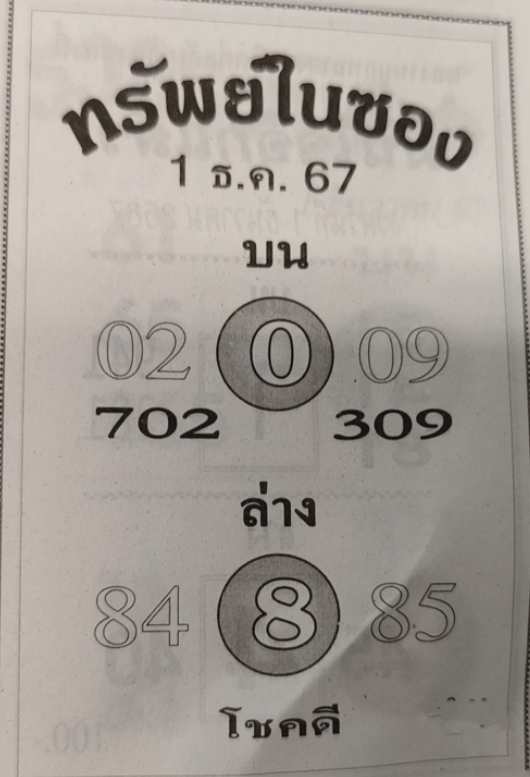 ทรัพย์ในซอง
1 ธ.ค. 67
บน
02 0 09
702 309
ล่าง
84 8 85
โชคดี